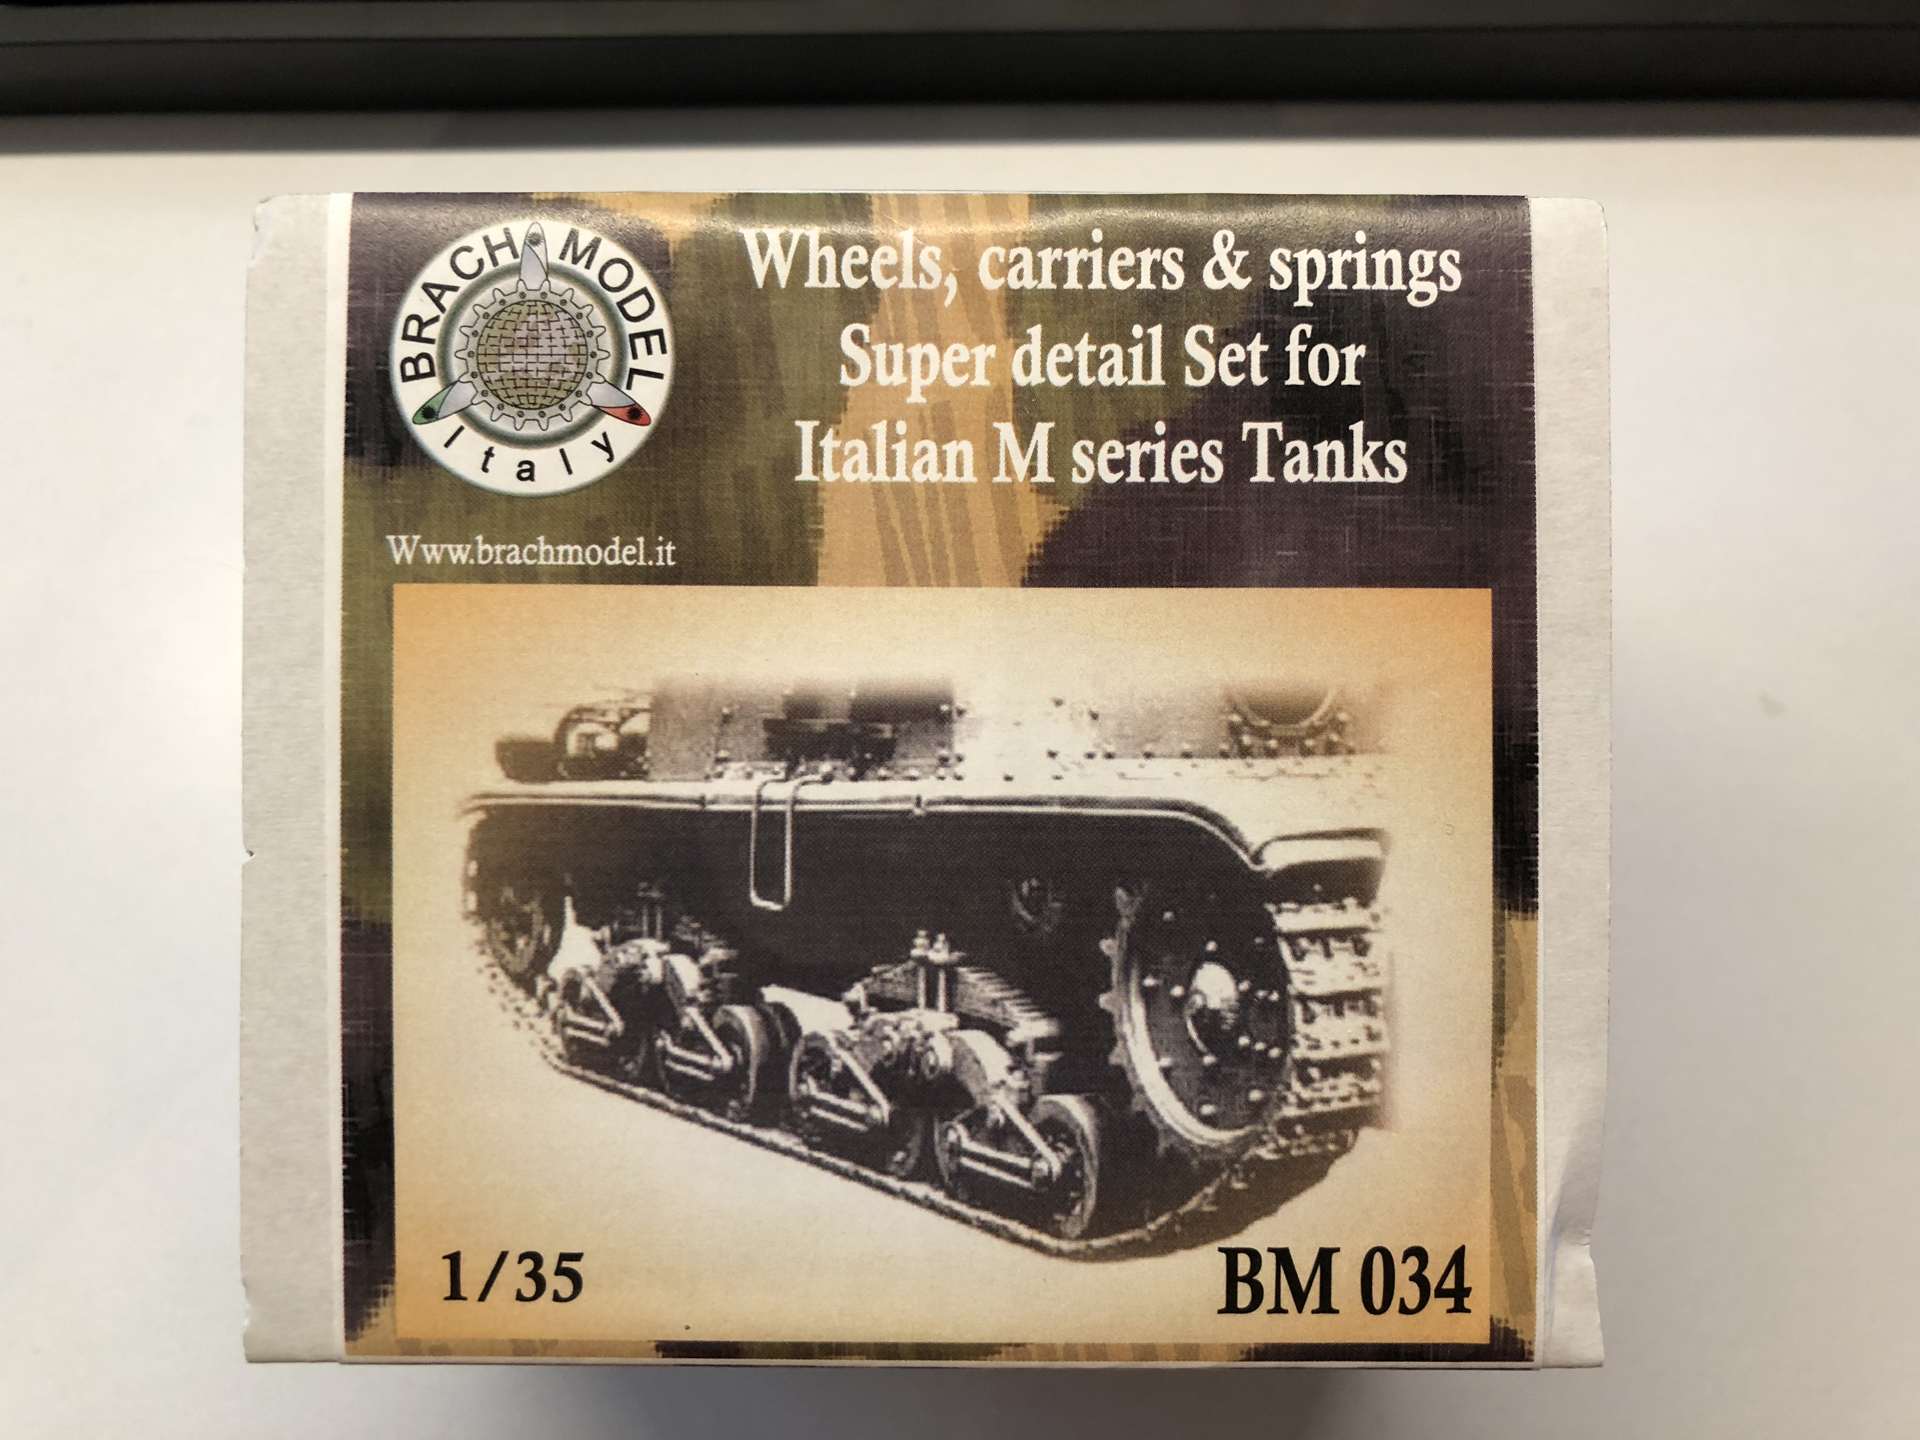 BRACH MODEL
Italy
Wheels, carriers & springs
Super detail Set for
Italian M series Tanks
Www.brachmodel.it
1/35
BM 034